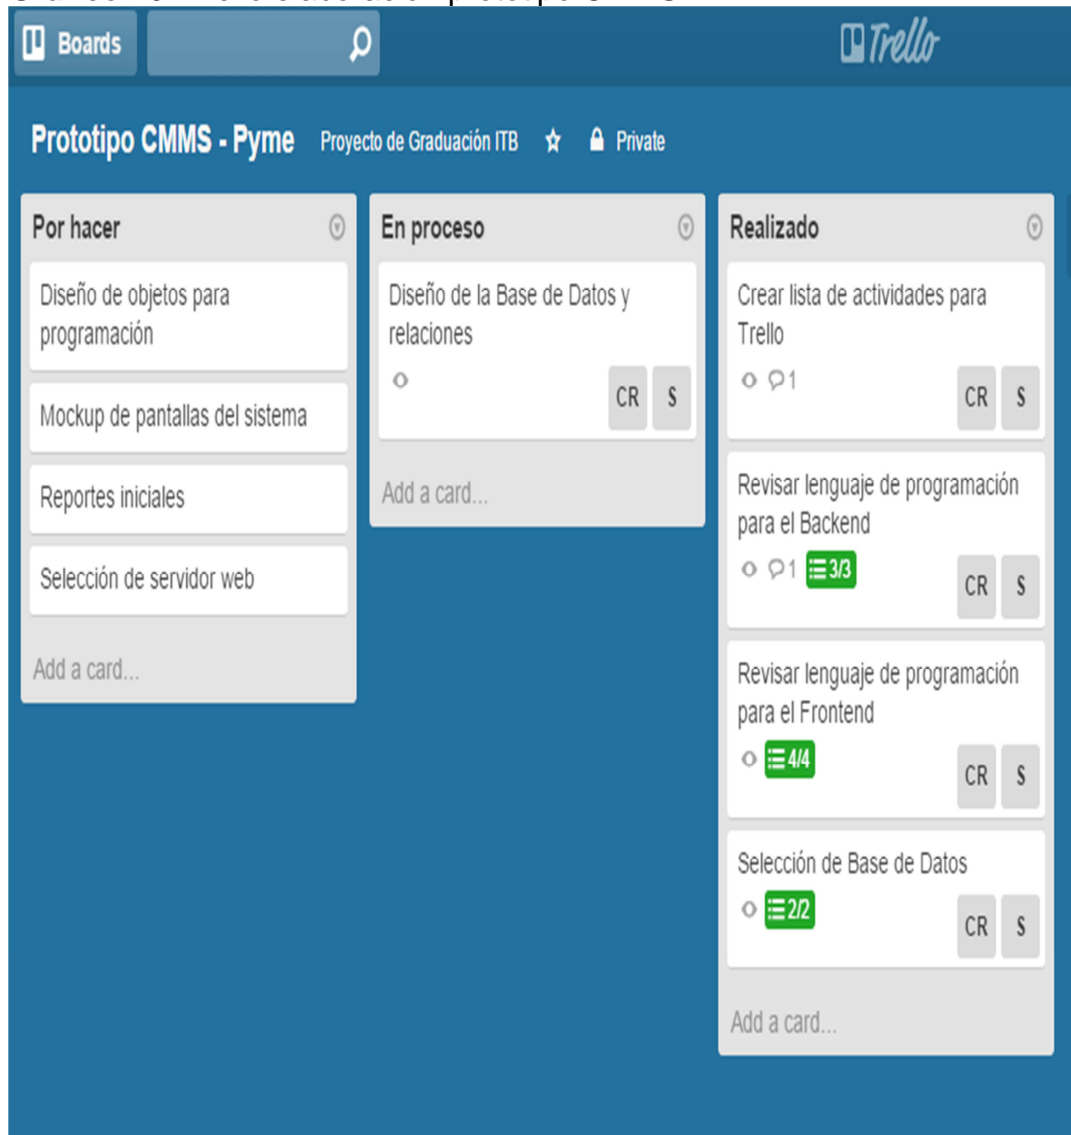 Boards
Trello
Prototipo CMMS - Pyme Proyecto de Graduación ITB Private
Por hacer
Diseño de objetos para
programación
Mockup de pantallas del sistema
Reportes iniciales
Selección de servidor web
Add a card...
En proceso
Diseño de la Base de Datos y
relaciones
CR S
Add a card...
Realizado
Crear lista de actividades para
Trello
1
CR S
Revisar lenguaje de programación
para el Backend
1 3/3
CR S
Revisar lenguaje de programación
para el Frontend
4/4
CR S
Selección de Base de Datos
2/2
CR S
Add a card...